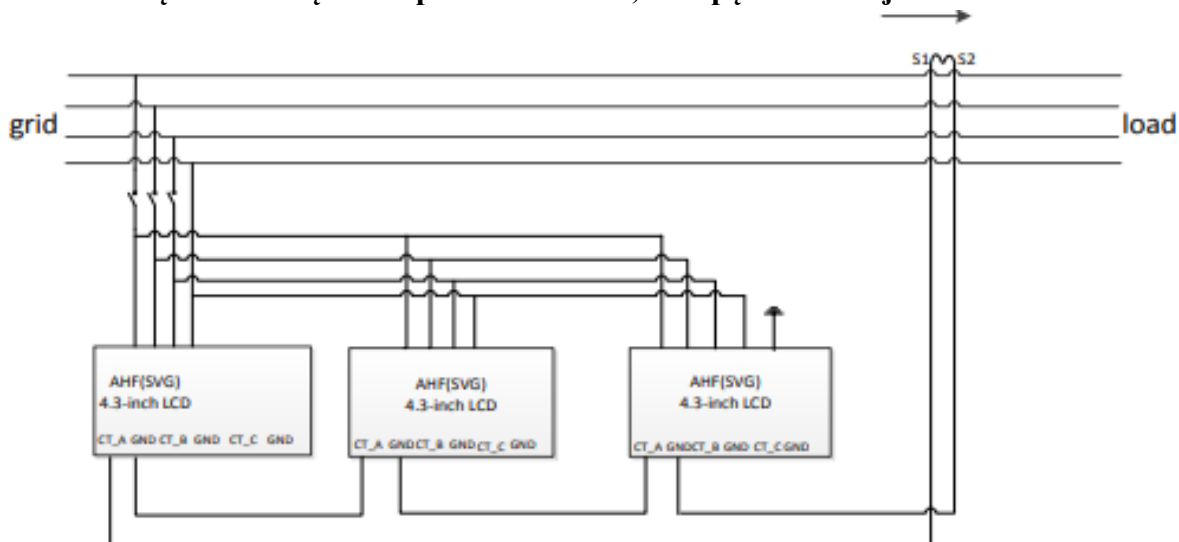 S1 S2
grid
load
AHF(SVG)
4.3-inch LCD
CT_A GND CT_B GND CT_C GND
AHF(SVG)
4.3-inch LCD
CT_A GND CT_B GND CT_C GND
AHF(SVG)
4.3-inch LCD
CT_A GND CT_B GND CT_C GND